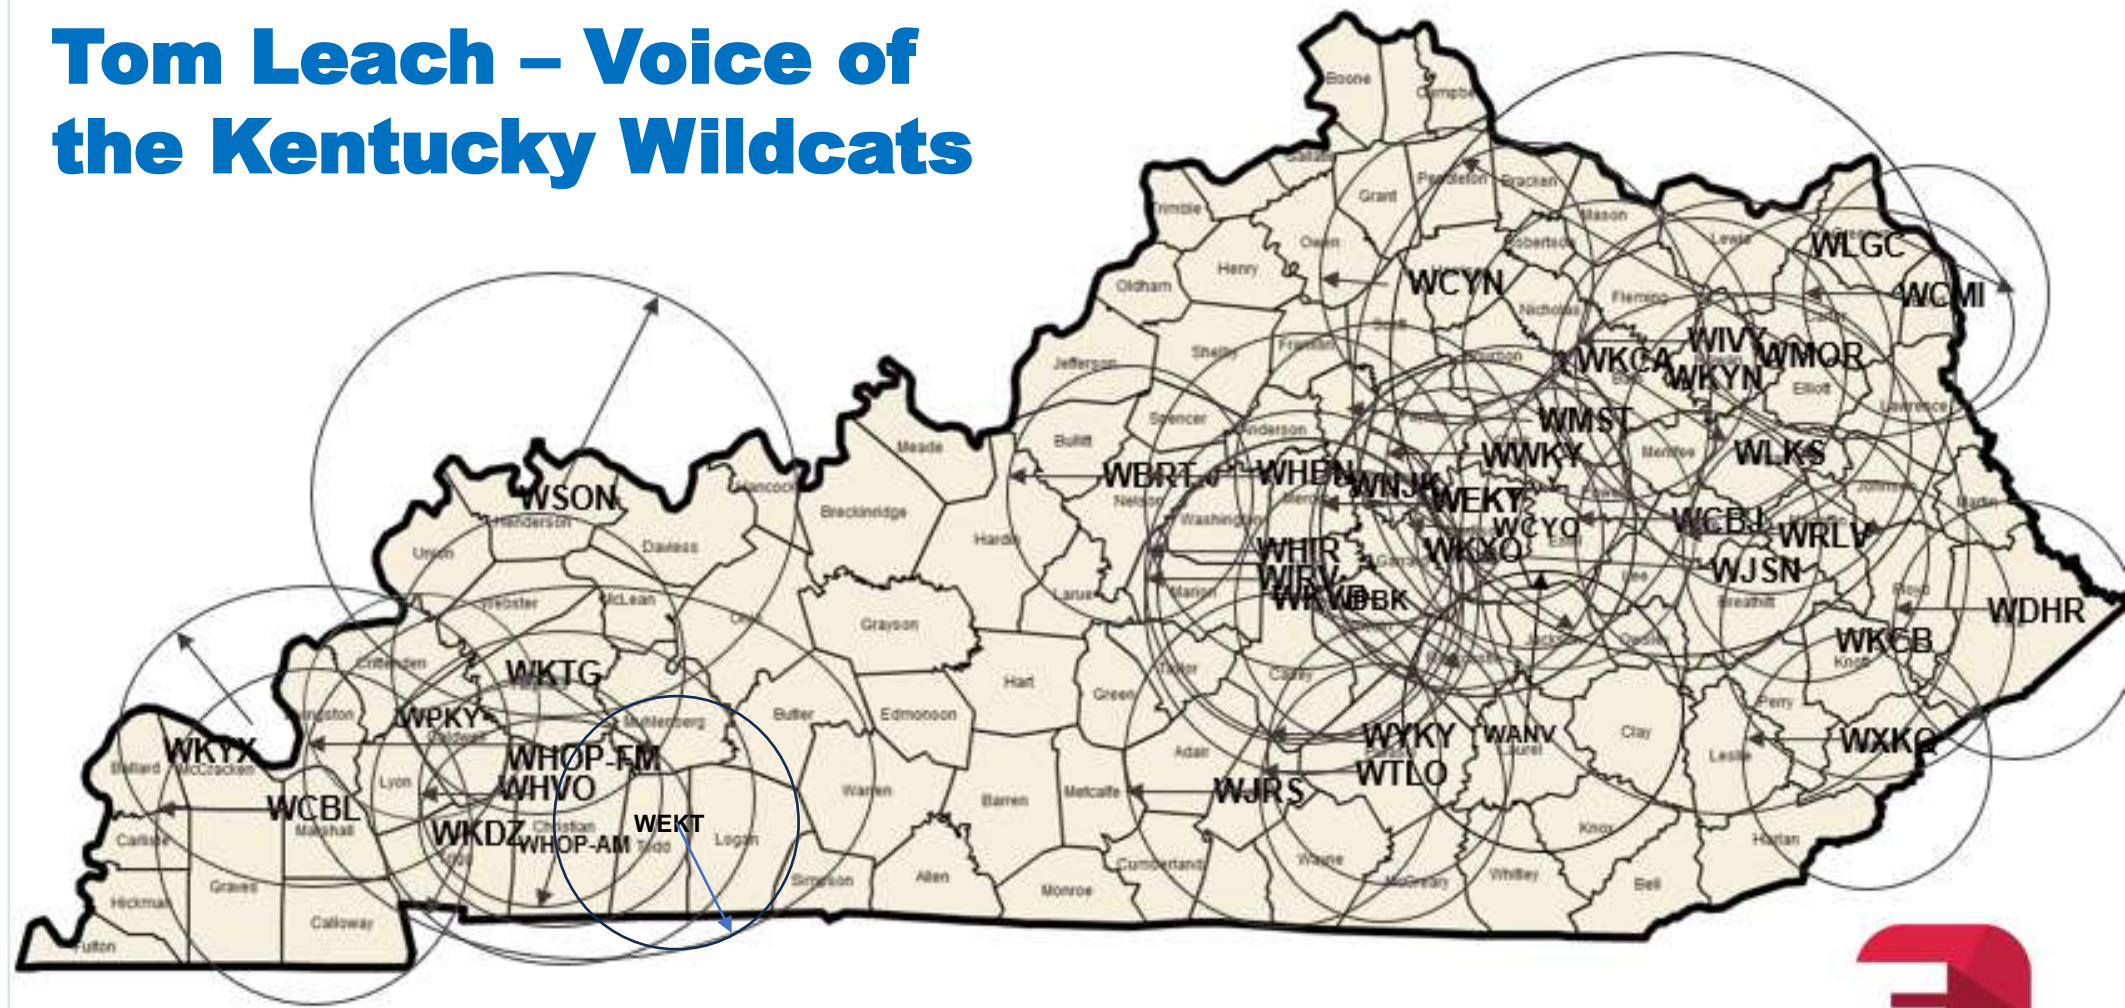 Tom Leach – Voice of
the Kentucky Wildcats
Boone
Grant
Pendleton
Bracken
Mason
Trimble
Owen
Robertson
Lewis
WLGC
Henry
Oldham
WCYN
WCMI
Nicholas
Fleming
Jefferson
Shelby
Franklin
WIVY
WKCA
WMOR
WKYN
Elliott
Lawrence
Spencer
Anderson
WMST
Meade
Bullitt
WWKY
Menifee
WLKS
Hancock
WBRT
WHBN
WNJK
WSON
Nelson
WEKY
Martin
Breckinridge
Washington
Henderson
WCYO
WCBJ
WRLV
Union
Daviess
Hardin
WHIR
WKXO
WJSN
Webster
McLean
Larue
Marion
WIRV
Breathitt
Floyd
WDHR
Grayson
WKCB
Crittenden
WKTG
Hart
Green
Taylor
Casey
Knott
Perry
WPKY
Muhlenberg
Butler
Edmonson
WKYX
WHOP-FM
Adair
WYKY
WANV
Laurel
Clay
Leslie
WXKQ
Ballard
McCracken
Lyon
WHVO
Warren
Barren
Metcalfe
WJRS
WTLO
WCBL
Marshall
WKDZ
Christian
WHOP-AM
WEKT
Todd
Logan
Carlisle
Knox
Harlan
Graves
Simpson
Allen
Monroe
Cumberland
Wayne
McCreary
Whitley
Bell
Hickman
Calloway
Fulton